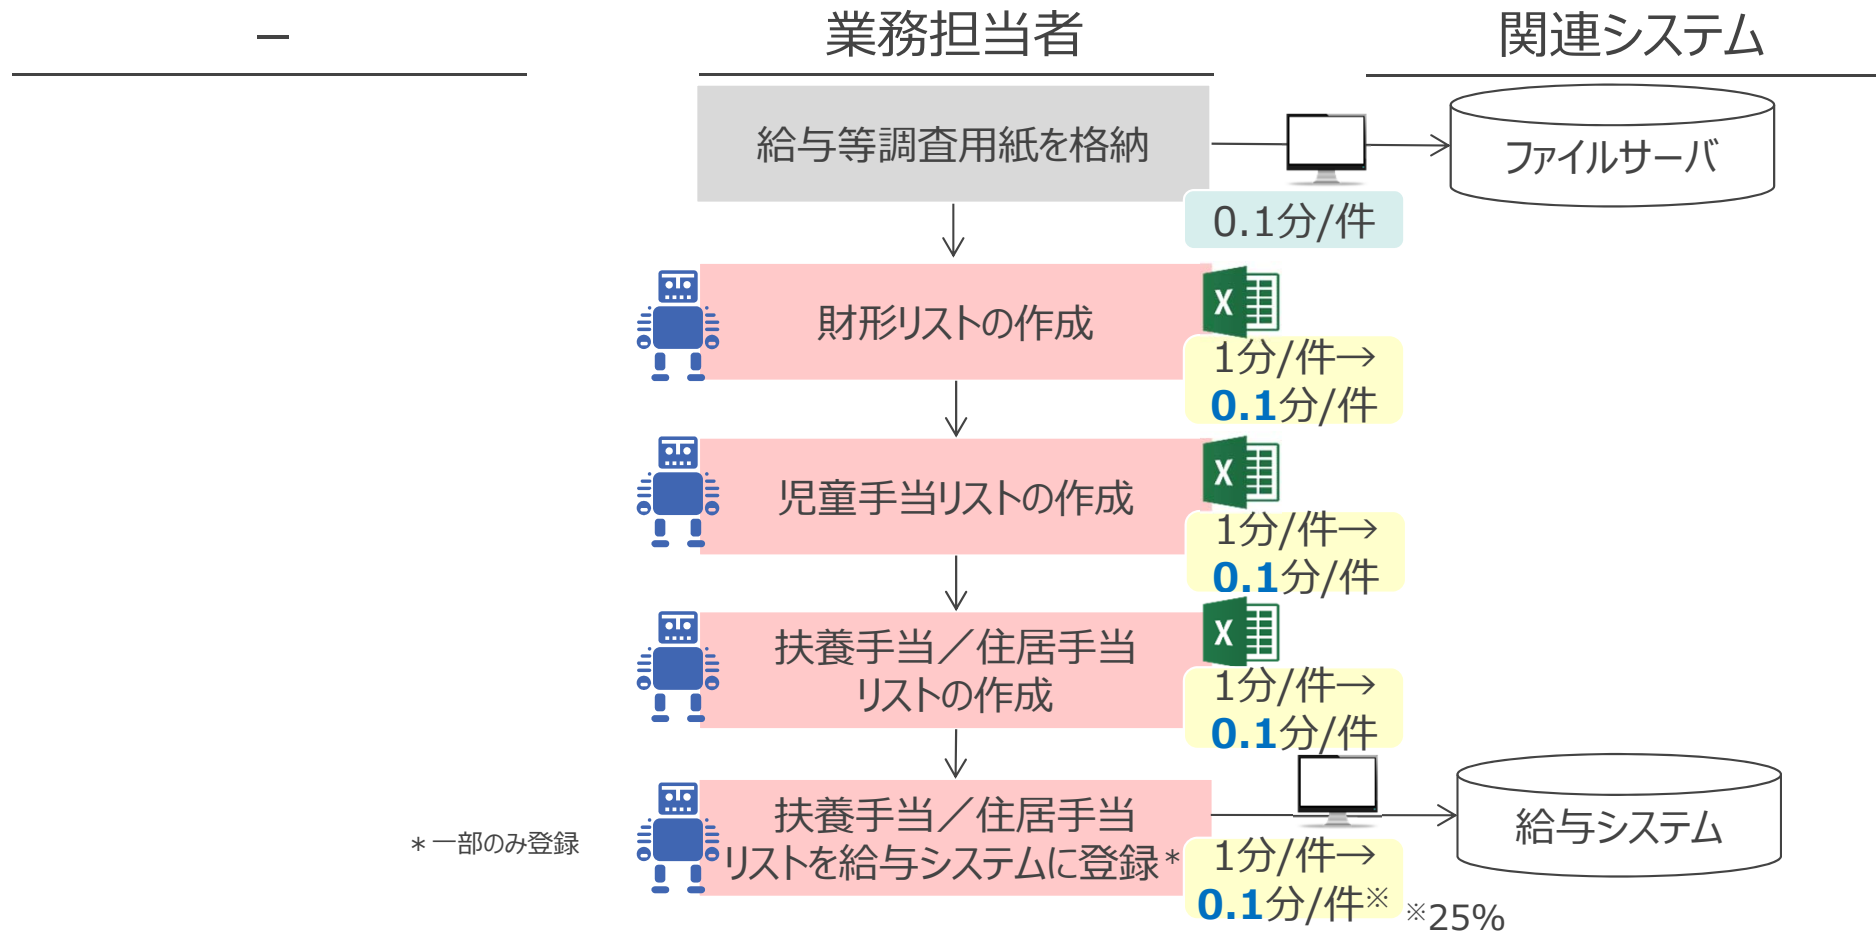 –
業務担当者
関連システム
給与等調査用紙を格納
ファイルサーバ
0.1分/件
財形リストの作成
1分/件→
0.1分/件
児童手当リストの作成
1分/件→
0.1分/件
扶養手当／住居手当
リストの作成
1分/件→
0.1分/件
扶養手当／住居手当
リストを給与システムに登録*
給与システム
*一部のみ登録
1分/件→
0.1分/件※
※25%